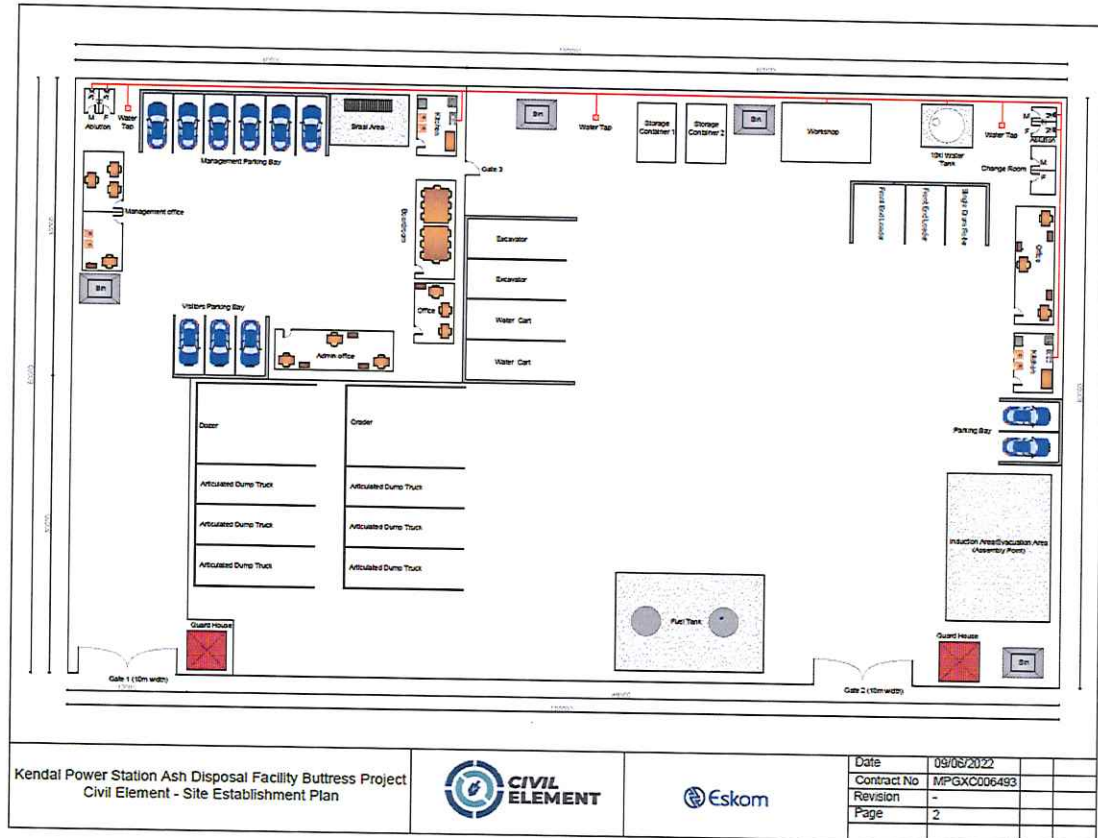 M F
Ablution
Water
Tap
Management Parking Bay
Braai Area
Kitchen
Bin
Water Tap
Storage
Container 1
Storage
Container 2
Bin
Workshop
10kl Water
Tank
Water Tap
M
F
Ablution
Change Room
M
F
Gate 3
Management office
Boardroom
Excavator
Excavator
Water Cart
Water Cart
Front End Loader
Front End Loader
Office
Bin
Visitors Parking Bay
Office
Admin office
Kitchen
Parking Bay
Dozer
Grader
Articulated Dump Truck
Articulated Dump Truck
Articulated Dump Truck
Articulated Dump Truck
Articulated Dump Truck
Articulated Dump Truck
Induction Area/Evacuation Area
(Assembly Point)
Fuel Tank
Guard House
Guard House
Bin
Gate 1 (10m width)
Gate 2 (10m width)
Kendal Power Station Ash Disposal Facility Buttress Project
Civil Element - Site Establishment Plan
CIVIL
ELEMENT
Eskom
Date 09/06/2022
Contract No MPGXC006493
Revision -
Page 2